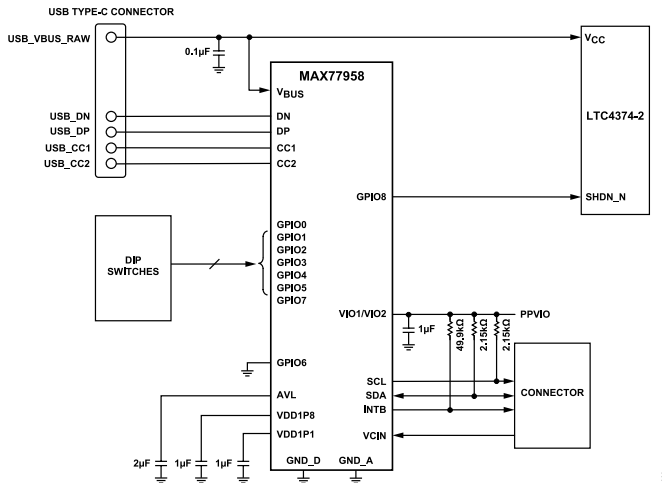 USB TYPE-C CONNECTOR
USB_VBUS_RAW
0.1µF
VCC
MAX77958
VBUS
LTC4374-2
USB_DN
DN
USB_DP
DP
USB_CC1
CC1
USB_CC2
CC2
GPIO8
SHDN_N
GPIO0
GPIO1
GPIO2
GPIO3
GPIO4
GPIO5
GPIO7
DIP
SWITCHES
VIO1/VIO2
PPVIO
1µF
49.9kΩ
2.15kΩ
2.15kΩ
GPIO6
SCL
SDA
INTB
VCIN
CONNECTOR
AVL
VDD1P8
VDD1P1
2µF
1µF
1µF
GND_D
GND_A